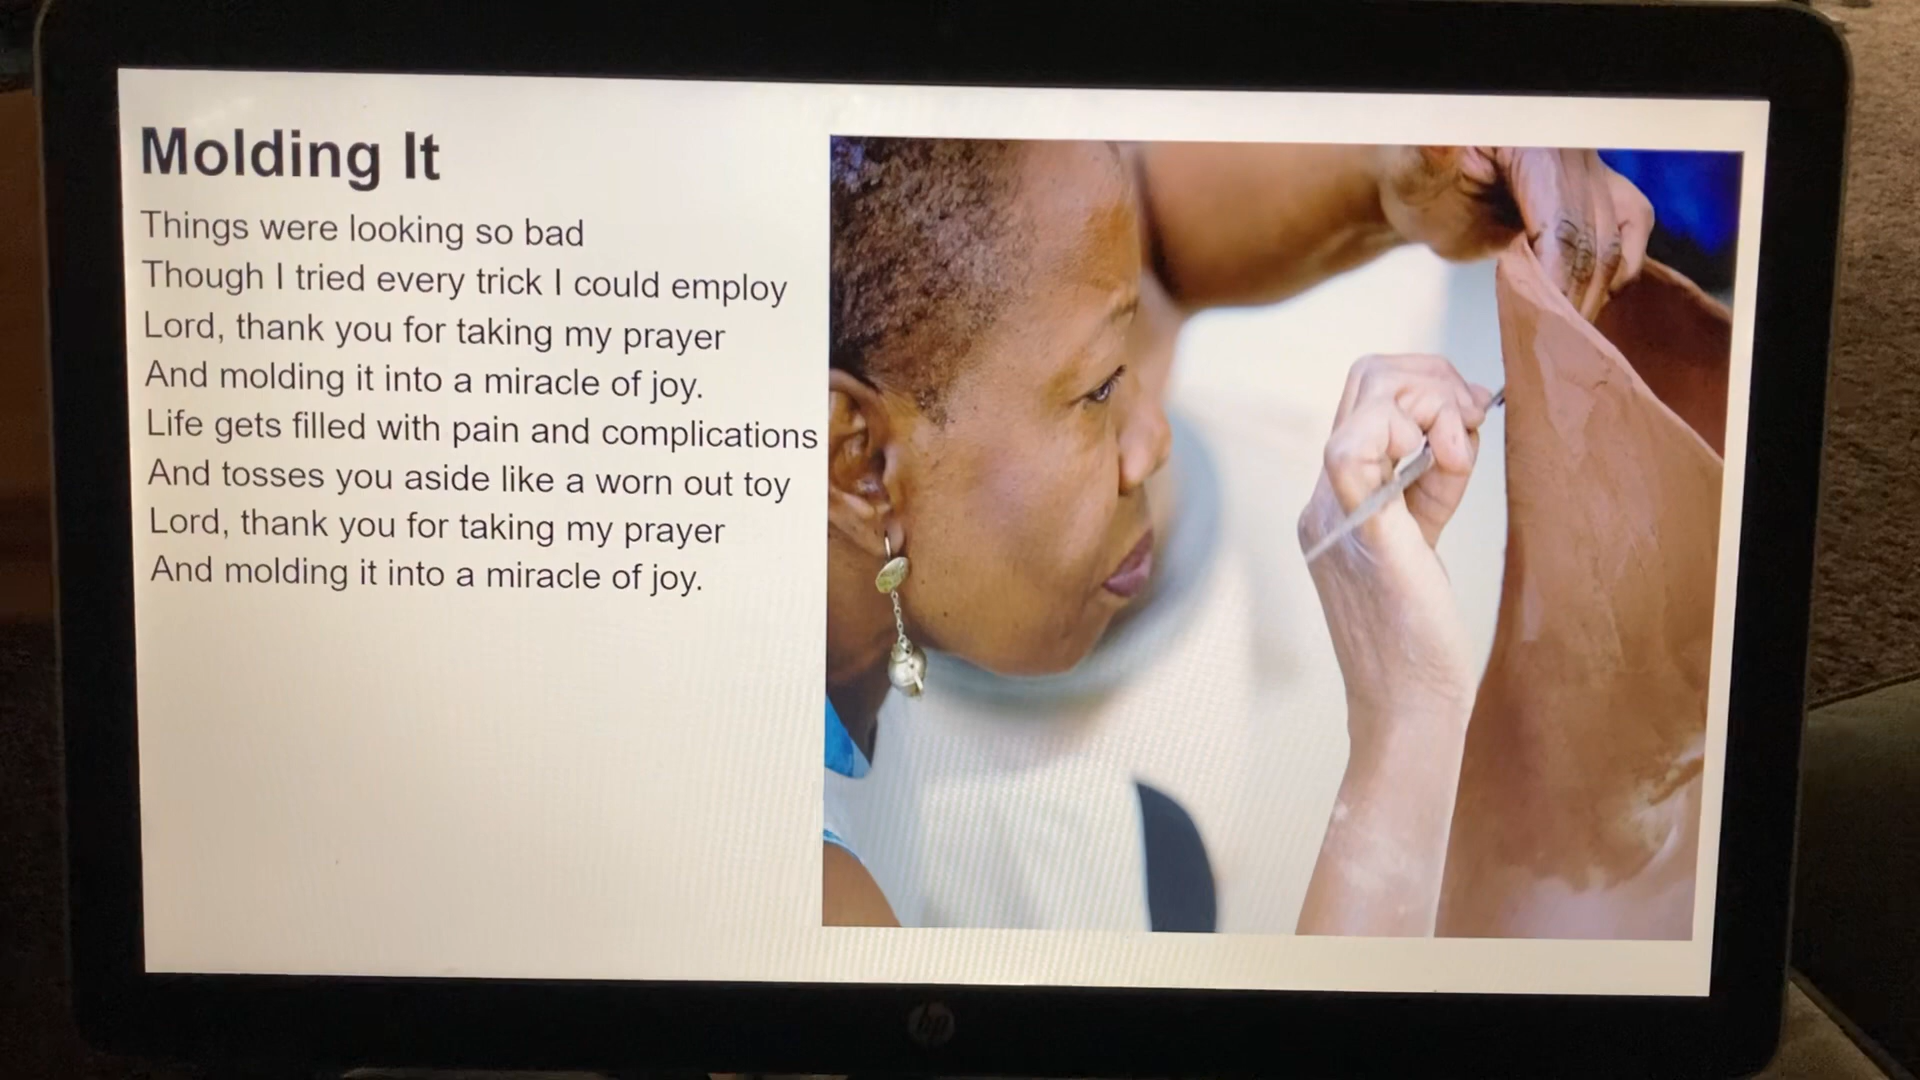 Molding It
Things were looking so bad
Though I tried every trick I could employ
Lord, thank you for taking my prayer
And molding it into a miracle of joy.
Life gets filled with pain and complications
And tosses you aside like a worn out toy
Lord, thank you for taking my prayer
And molding it into a miracle of joy.
hp